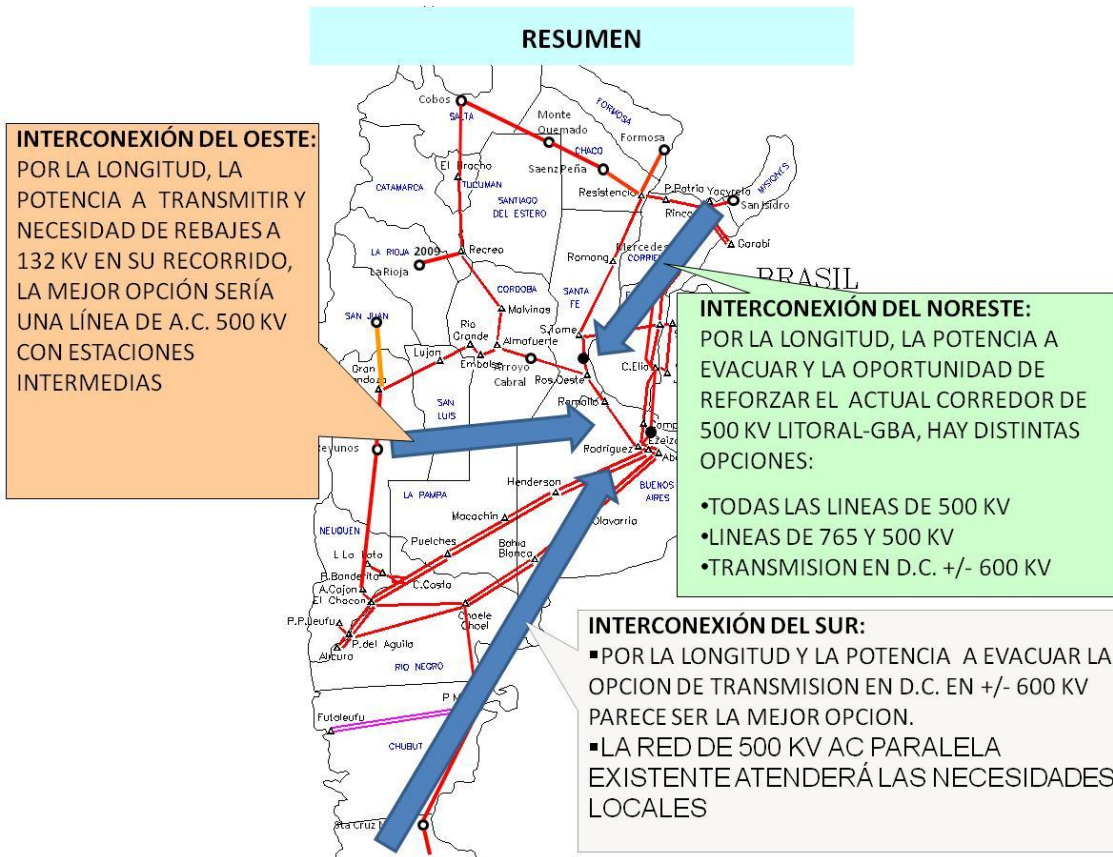 RESUMEN
INTERCONEXIÓN DEL OESTE:
POR LA LONGITUD, LA
POTENCIA A TRANSMITIR Y
NECESIDAD DE REBAJES A
132 KV EN SU RECORRIDO,
LA MEJOR OPCIÓN SERÍA
UNA LÍNEA DE A.C. 500 KV
CON ESTACIONES
INTERMEDIAS
INTERCONEXIÓN DEL NORESTE:
POR LA LONGITUD, LA POTENCIA A
EVACUAR Y LA OPORTUNIDAD DE
REFORZAR EL ACTUAL CORREDOR DE
500 KV LITORAL-GBA, HAY DISTINTAS
OPCIONES:
•TODAS LAS LINEAS DE 500 KV
•LINEAS DE 765 Y 500 KV
•TRANSMISION EN D.C. +/- 600 KV
INTERCONEXIÓN DEL SUR:
▪POR LA LONGITUD Y LA POTENCIA A EVACUAR LA
OPCION DE TRANSMISION EN D.C. EN +/- 600 KV
PARECE SER LA MEJOR OPCION.
▪LA RED DE 500 KV AC PARALELA
EXISTENTE ATENDERÁ LAS NECESIDADES
LOCALES
Cobos
SALTA
Monte
Quemado
FORMOSA
Formosa
CHACO
SaenzPeña
El Bracho
TUCUMAN
CATAMARCA
SANTIAGO
DEL ESTERO
Resistencia
P.Patria
Yacyreta
MISIONES
SanIsidro
Rincon
Garabí
LA RIOJA
2009
Recreo
LaRioja
Romang
Mercedes
BRASIL
SANTA
FE
CORDOBA
Malvinas
SAN JUAN
Rio
Grande
Almafuerte
S.Tome
Lujan
Embalse
Arroyo
Cabral
Ros.Oeste
C.Elia
Gran
SAN
LUIS
Ramallo
Rodriguez
Ezeiza
BUENOS
AIRES
LA PAMPA
Henderson
Olavarria
Macachin
NEUQUEN
Puelches
Bahia
Blanca
P.Banderita
A.Cajon
El Chocon
C.Costa
Choele
Choel
P.del Aguila
Alicura
RIO NEGRO
Futaleufu
CHUBUT
Sta Cruz